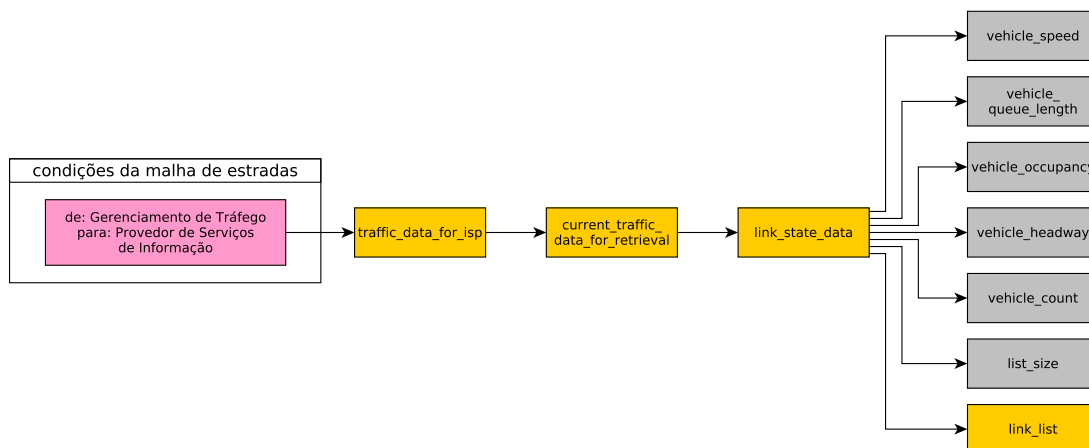 condições da malha de estradas
de: Gerenciamento de Tráfego
para: Provedor de Serviços
de Informação
traffic_data_for_isp
current_traffic_
data_for_retrieval
link_state_data
vehicle_speed
vehicle_
queue_length
vehicle_occupancy
vehicle_headway
vehicle_count
list_size
link_list